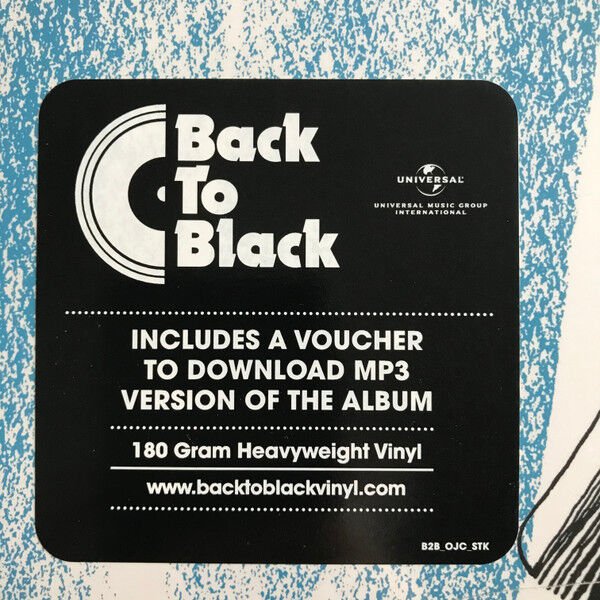 Back
To
Black
UNIVERSAL
UNIVERSAL MUSIC GROUP
INTERNATIONAL
INCLUDES A VOUCHER
TO DOWNLOAD MP3
VERSION OF THE ALBUM
180 Gram Heavyweight Vinyl
www.backtoblackvinyl.com
B2B_OJC_STK